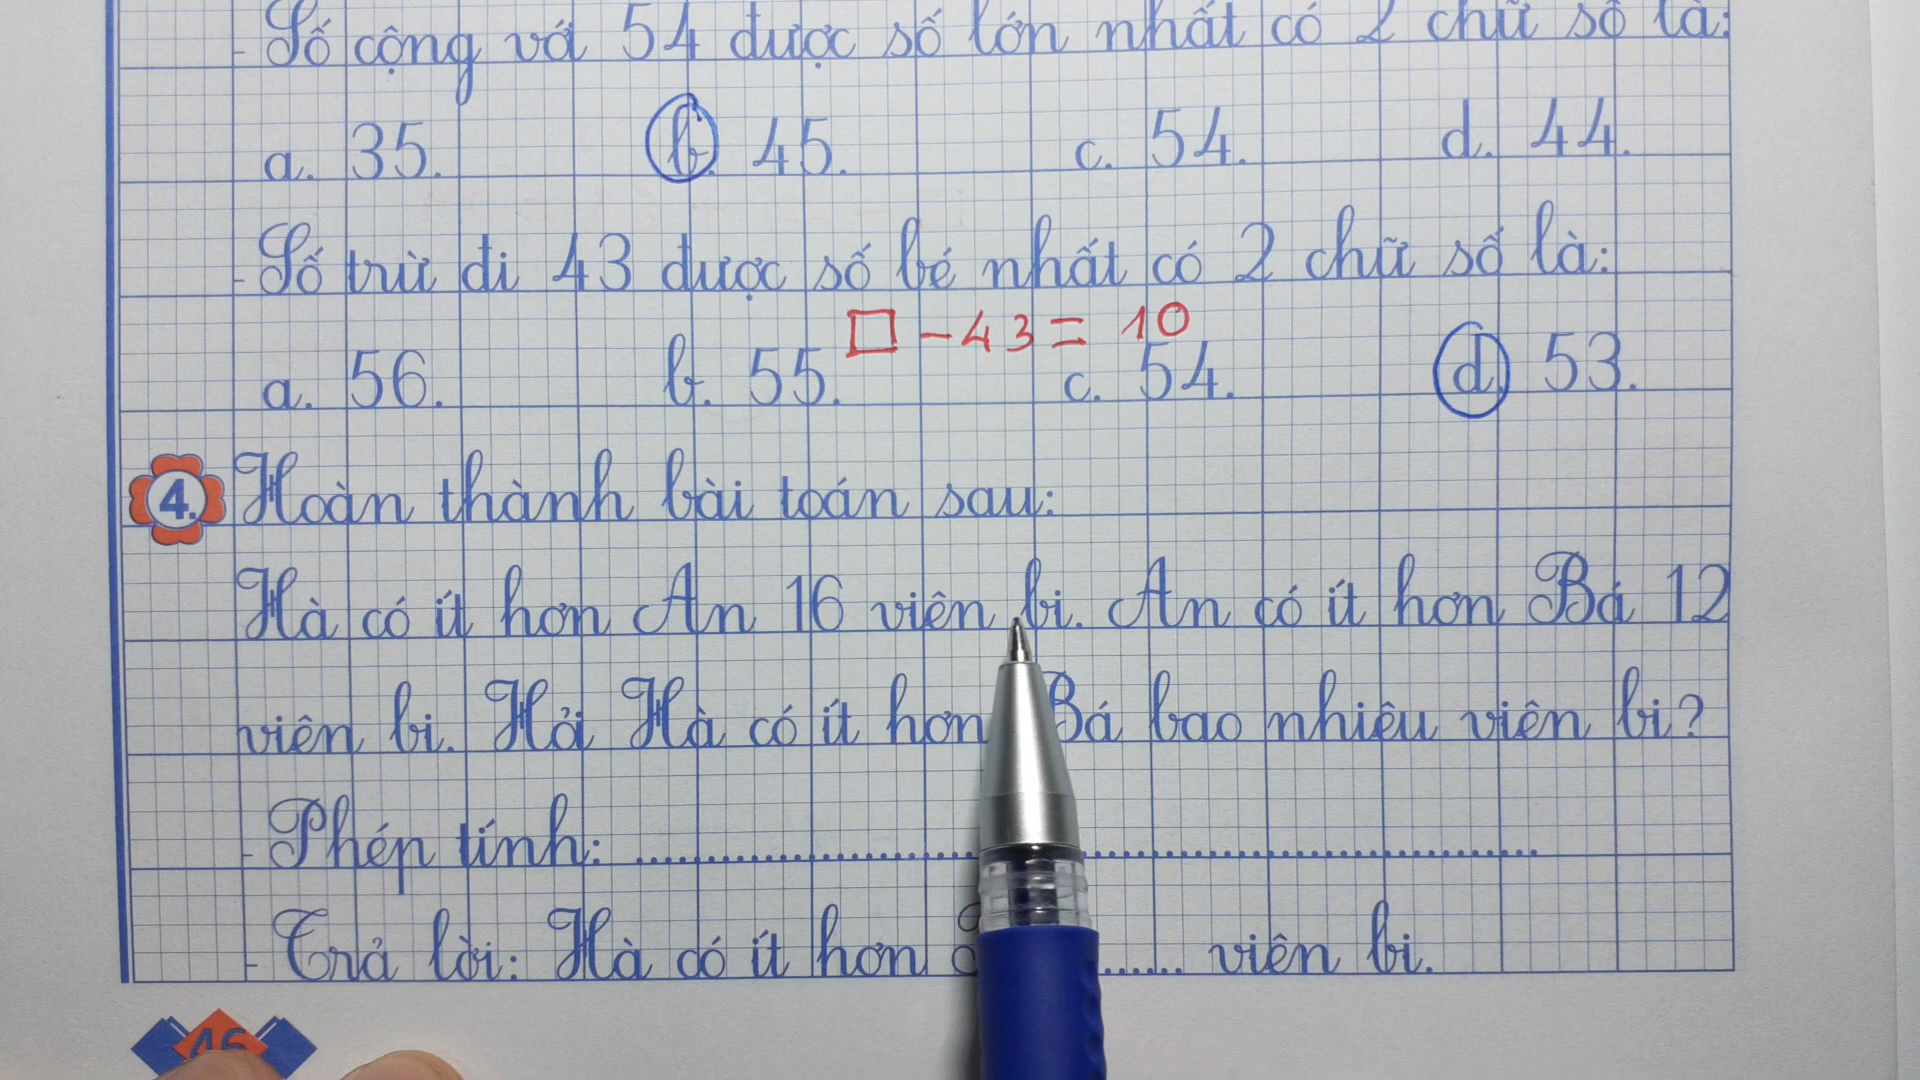 - Số cộng với 54 được số lớn nhất có 2 chữ số là:
a. 35. b. 45. c. 54. d. 44.
- Số trừ đi 43 được số bé nhất có 2 chữ số là:
□ - 43 = 10
a. 56. b. 55. c. 54. d. 53.
4. Hoàn thành bài toán sau:
Hà có ít hơn An 16 viên bi. An có ít hơn Bá 12
viên bi. Hỏi Hà có ít hơn Bá bao nhiêu viên bi?
- Phép tính: ..........
- Trả lời: Hà có ít hơn ...... viên bi.